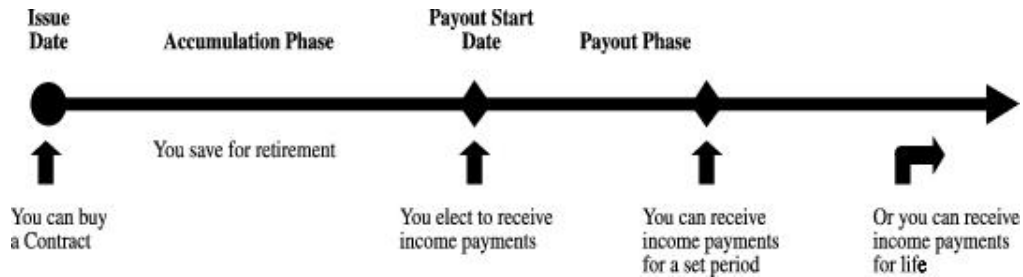 Issue
Date
Accumulation Phase
Payout Start
Date
Payout Phase
You save for retirement
You can buy
a Contract
You elect to receive
income payments
You can receive
income payments
for a set period
Or you can receive
income payments
for life